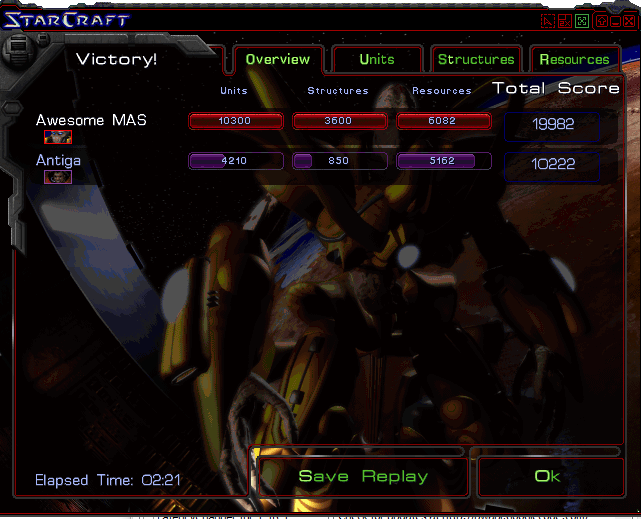 STARCRAFT
Victory!
Overview
Units
Structures
Resources
Units Structures Resources Total Score
Awesome MAS 10300 3600 6082 19982
Antiga 4210 850 5162 10222
Elapsed Time: 02:21
Save Replay
Ok